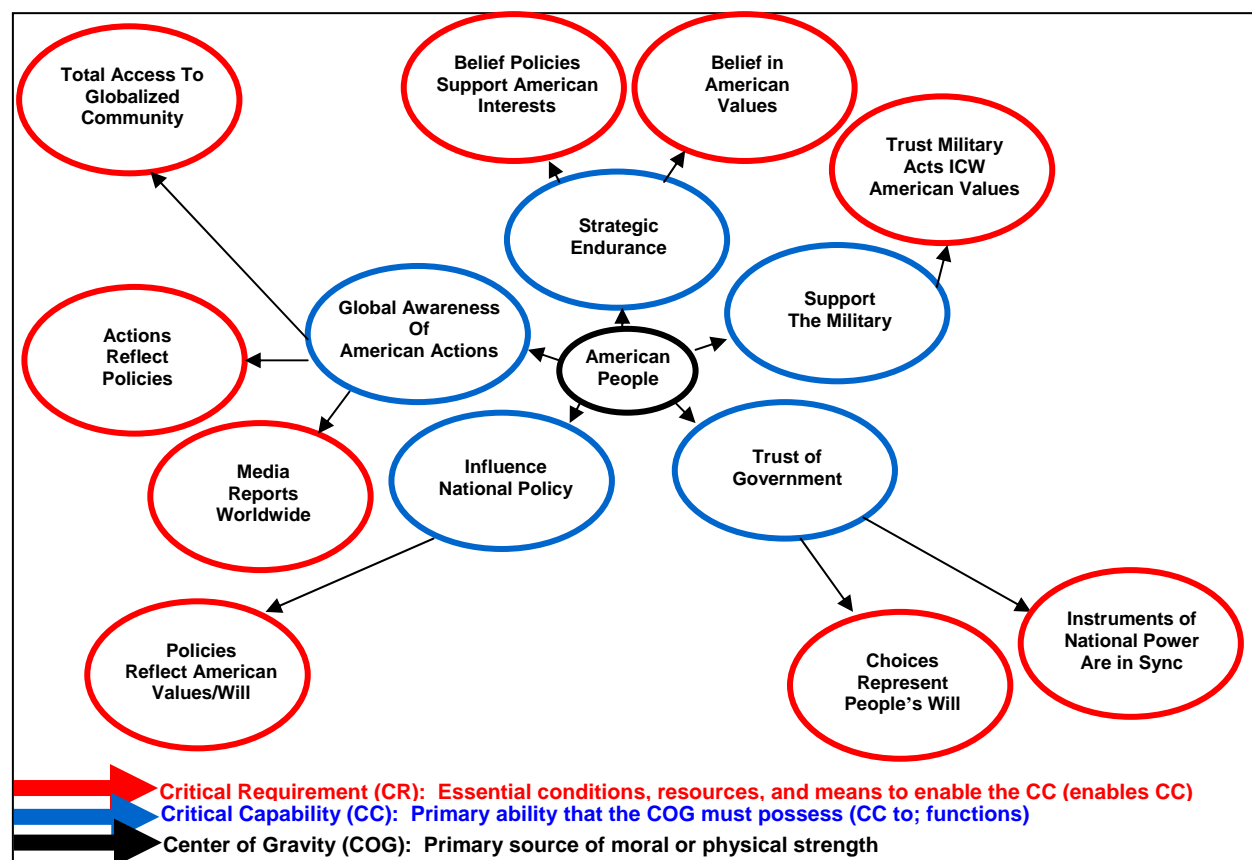 Total Access To
Globalized
Community
Belief Policies
Support American
Interests
Belief in
American
Values
Trust Military
Acts ICW
American Values
Strategic
Endurance
Global Awareness
Of
American Actions
Support
The Military
Actions
Reflect
Policies
American
People
Media
Reports
Worldwide
Influence
National Policy
Trust of
Government
Policies
Reflect American
Values/Will
Choices
Represent
People’s Will
Instruments of
National Power
Are in Sync
Critical Requirement (CR): Essential conditions, resources, and means to enable the CC (enables CC)
Critical Capability (CC): Primary ability that the COG must possess (CC to; functions)
Center of Gravity (COG): Primary source of moral or physical strength